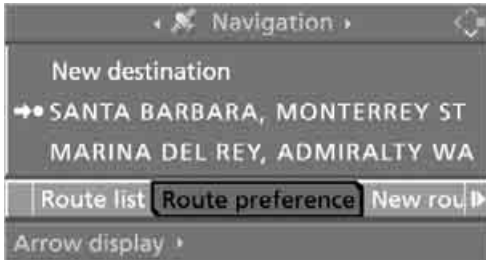 Navigation
New destination
SANTA BARBARA, MONTERREY ST
MARINA DEL REY, ADMIRALTY WA
Route list Route preference New rou
Arrow display